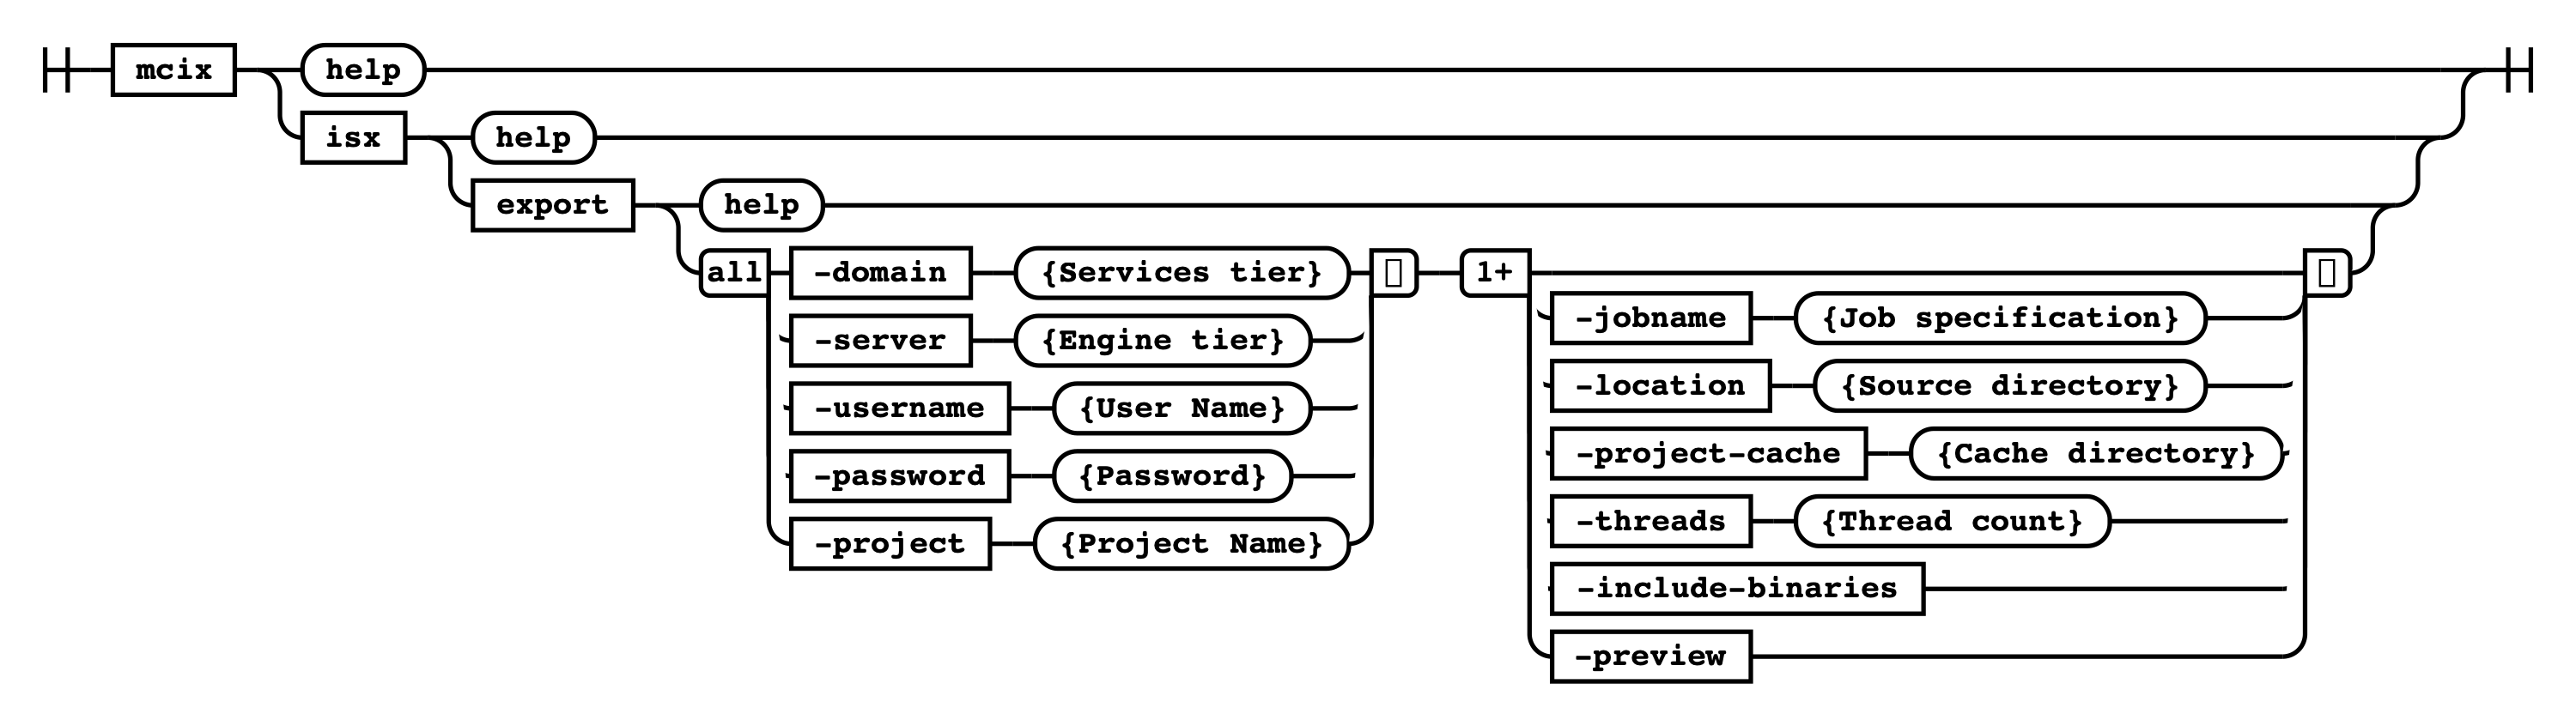 mcix help
isx help
export help
all -domain {Services tier} 1+
-jobname {Job specification}
-server {Engine tier}
-location {Source directory}
-username {User Name}
-project-cache {Cache directory}
-password {Password}
-threads {Thread count}
-project {Project Name}
-include-binaries
-preview